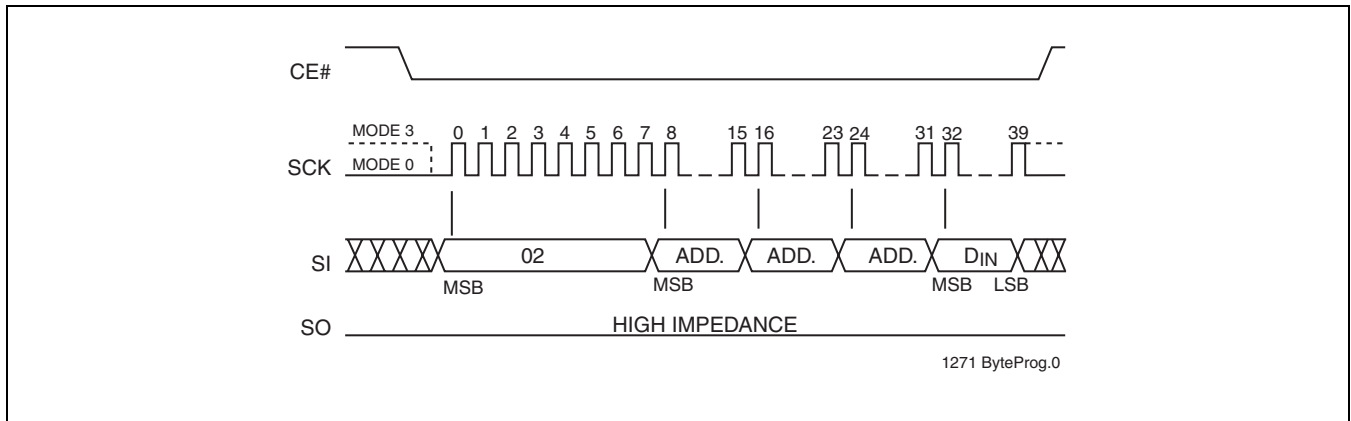 CE#
MODE 3
0 1 2 3 4 5 6 7 8 15 16 23 24 31 32 39
SCK
MODE 0
SI
02 ADD. ADD. ADD. DIN
MSB MSB MSB LSB
SO
HIGH IMPEDANCE
1271 ByteProg.0